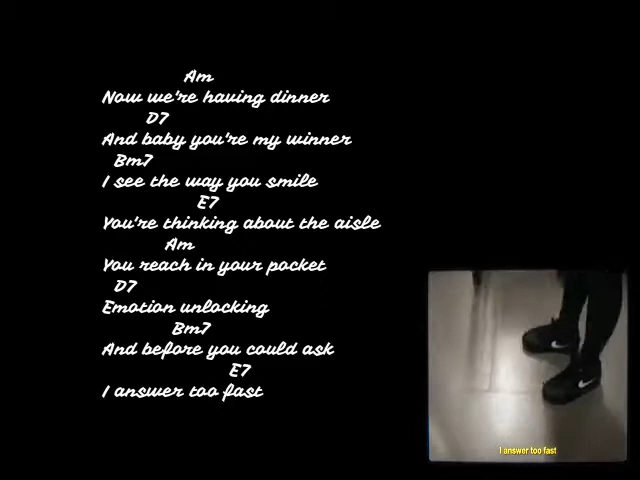 Am
Now we're having dinner
D7
And baby you're my winner
Bm7
I see the way you smile
E7
You're thinking about the aisle
Am
You reach in your pocket
D7
Emotion unlocking
Bm7
And before you could ask
E7
I answer too fast
I answer too fast